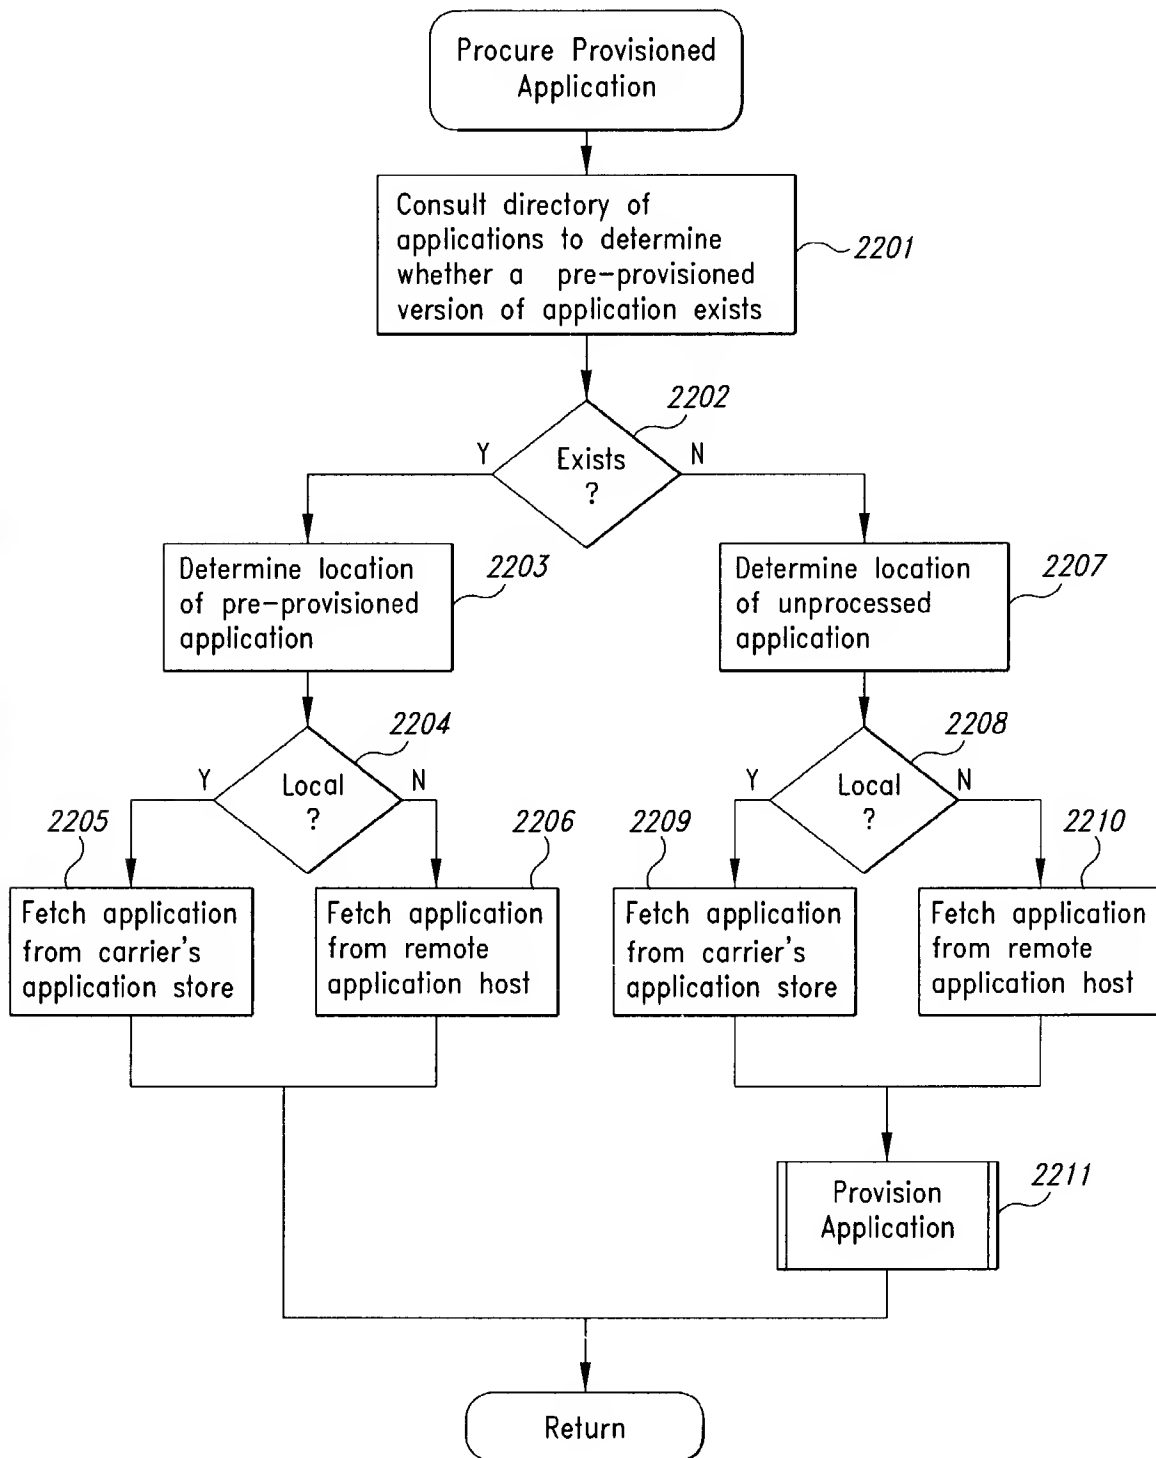 Procure Provisioned
Application
Consult directory of
applications to determine
whether a pre-provisioned
version of application exists
2201
2202
Y
Exists
?
N
Determine location
of pre-provisioned
application
2203
Determine location
of unprocessed
application
2207
2204
Y
Local
?
N
2208
Y
Local
?
N
2205
Fetch application
from carrier's
application store
2206
Fetch application
from remote
application host
2209
Fetch application
from carrier's
application store
2210
Fetch application
from remote
application host
Provision
Application
2211
Return